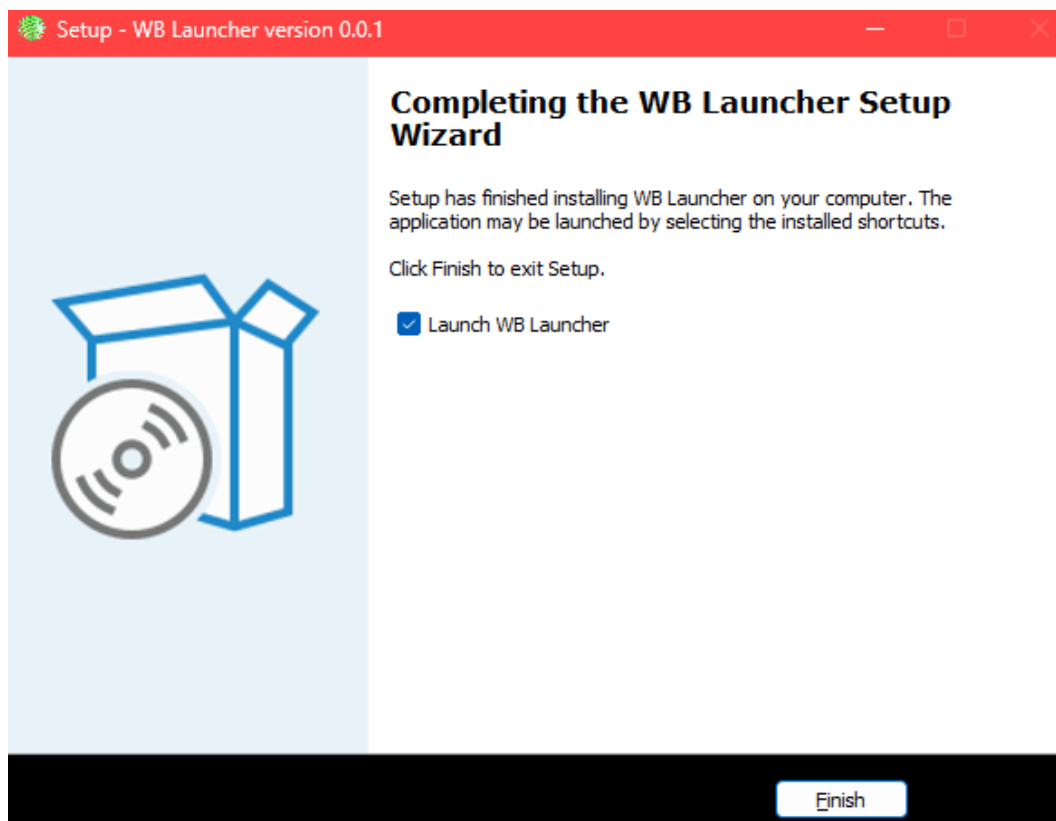 Setup - WB Launcher version 0.0.1
Completing the WB Launcher Setup
Wizard
Setup has finished installing WB Launcher on your computer. The
application may be launched by selecting the installed shortcuts.
Click Finish to exit Setup.
Launch WB Launcher
Finish